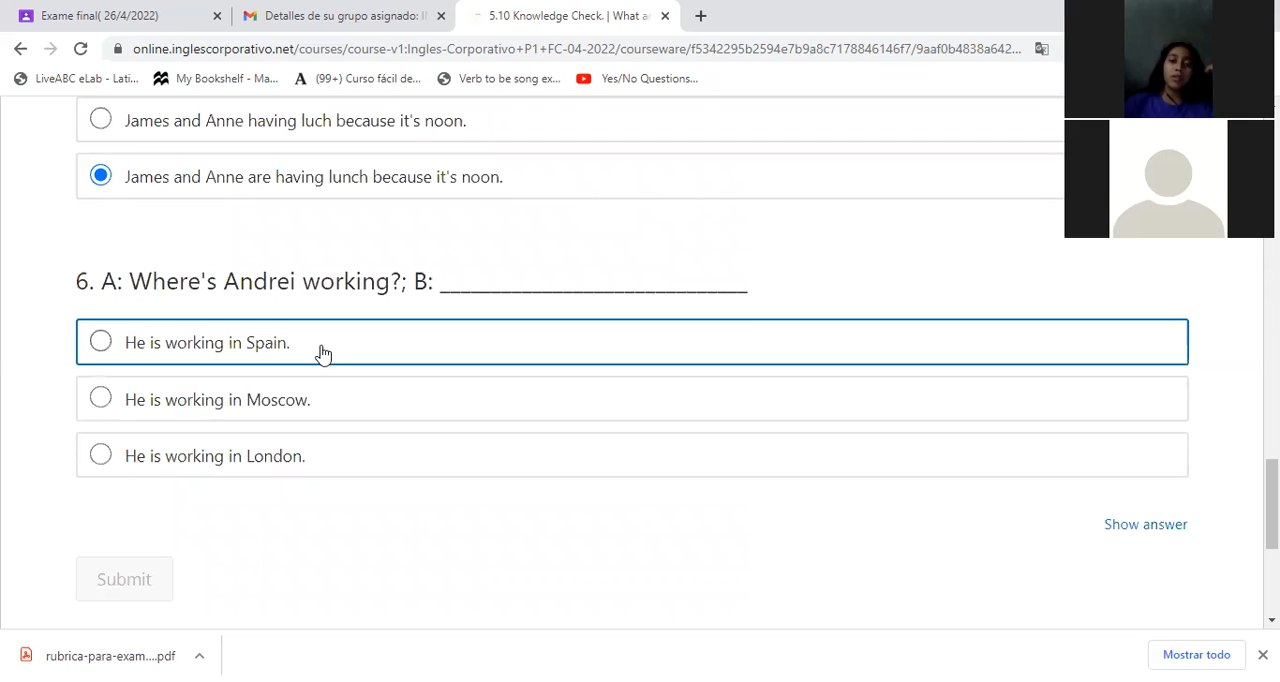 Exame final( 26/4/2022)
Detalles de su grupo asignado: I
5.10 Knowledge Check. | What a
online.inglescorporativo.net/courses/course-v1:Ingles-Corporativo+P1+FC-04-2022/courseware/f5342295b2594e7b9a8c7178846146f7/9aaf0b4838a642...
LiveABC eLab - Lati...
My Bookshelf - Ma...
(99+) Curso fácil de...
Verb to be song ex...
Yes/No Questions...
James and Anne having luch because it's noon.
James and Anne are having lunch because it's noon.
6. A: Where's Andrei working?; B: ___________________________
He is working in Spain.
He is working in Moscow.
He is working in London.
Show answer
Submit
rubrica-para-exam....pdf
Mostrar todo